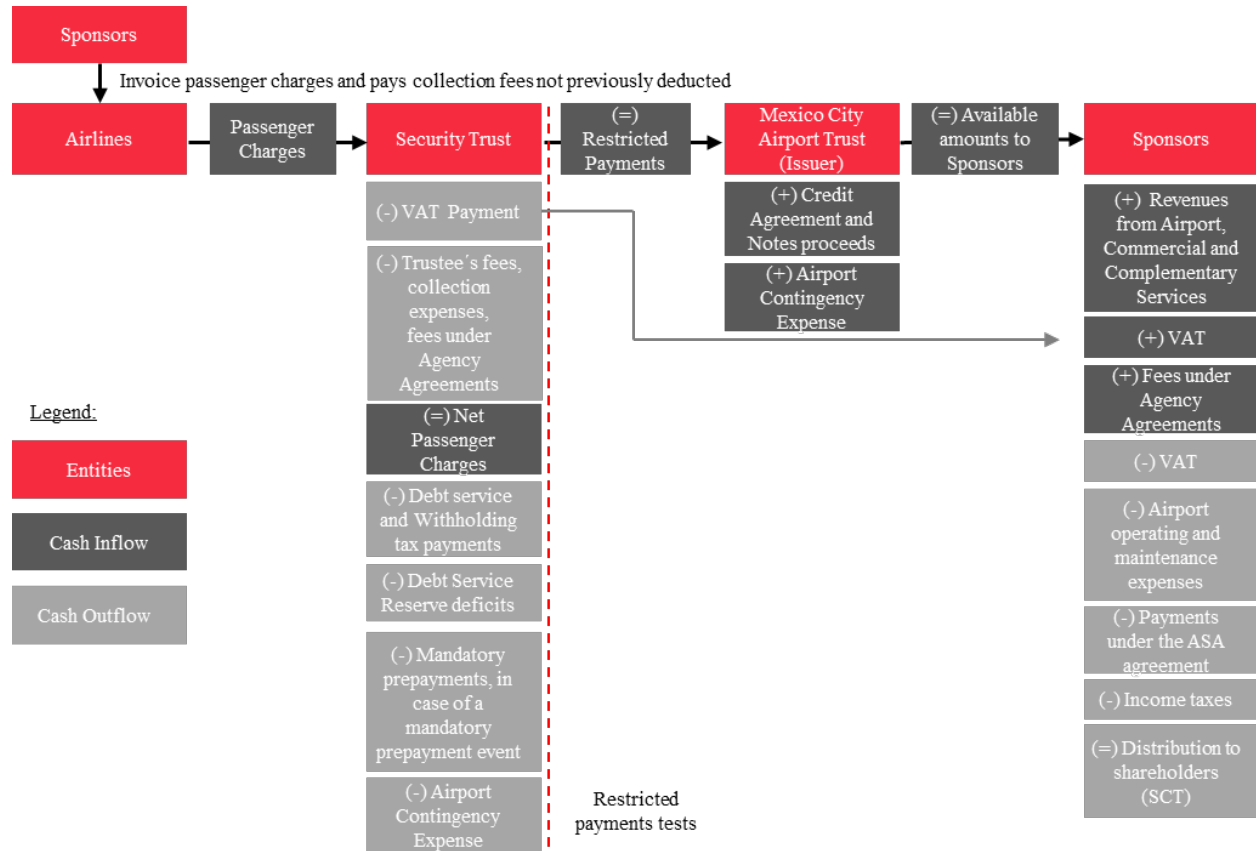 Sponsors
Invoice passenger charges and pays collection fees not previously deducted
Airlines
Passenger
Charges
Security Trust
(=)
Restricted
Payments
Mexico City
Airport Trust
(Issuer)
(=) Available
amounts to
Sponsors
Sponsors
(-) VAT Payment
(-) Trustee´s fees,
collection
expenses,
fees under
Agency
Agreements
(=) Net
Passenger
Charges
(-) Debt service
and Withholding
tax payments
(-) Debt Service
Reserve deficits
(-) Mandatory
prepayments, in
case of a
mandatory
prepayment event
(-) Airport
Contingency
Expense
Restricted
payments tests
(+) Credit
Agreement and
Notes proceeds
(+) Airport
Contingency
Expense
(+) Revenues
from Airport,
Commercial and
Complementary
Services
(+) VAT
(+) Fees under
Agency
Agreements
(-) VAT
(-) Airport
operating and
maintenance
expenses
(-) Payments
under the ASA
agreement
(-) Income taxes
(=) Distribution to
shareholders
(SCT)
Legend:
Entities
Cash Inflow
Cash Outflow